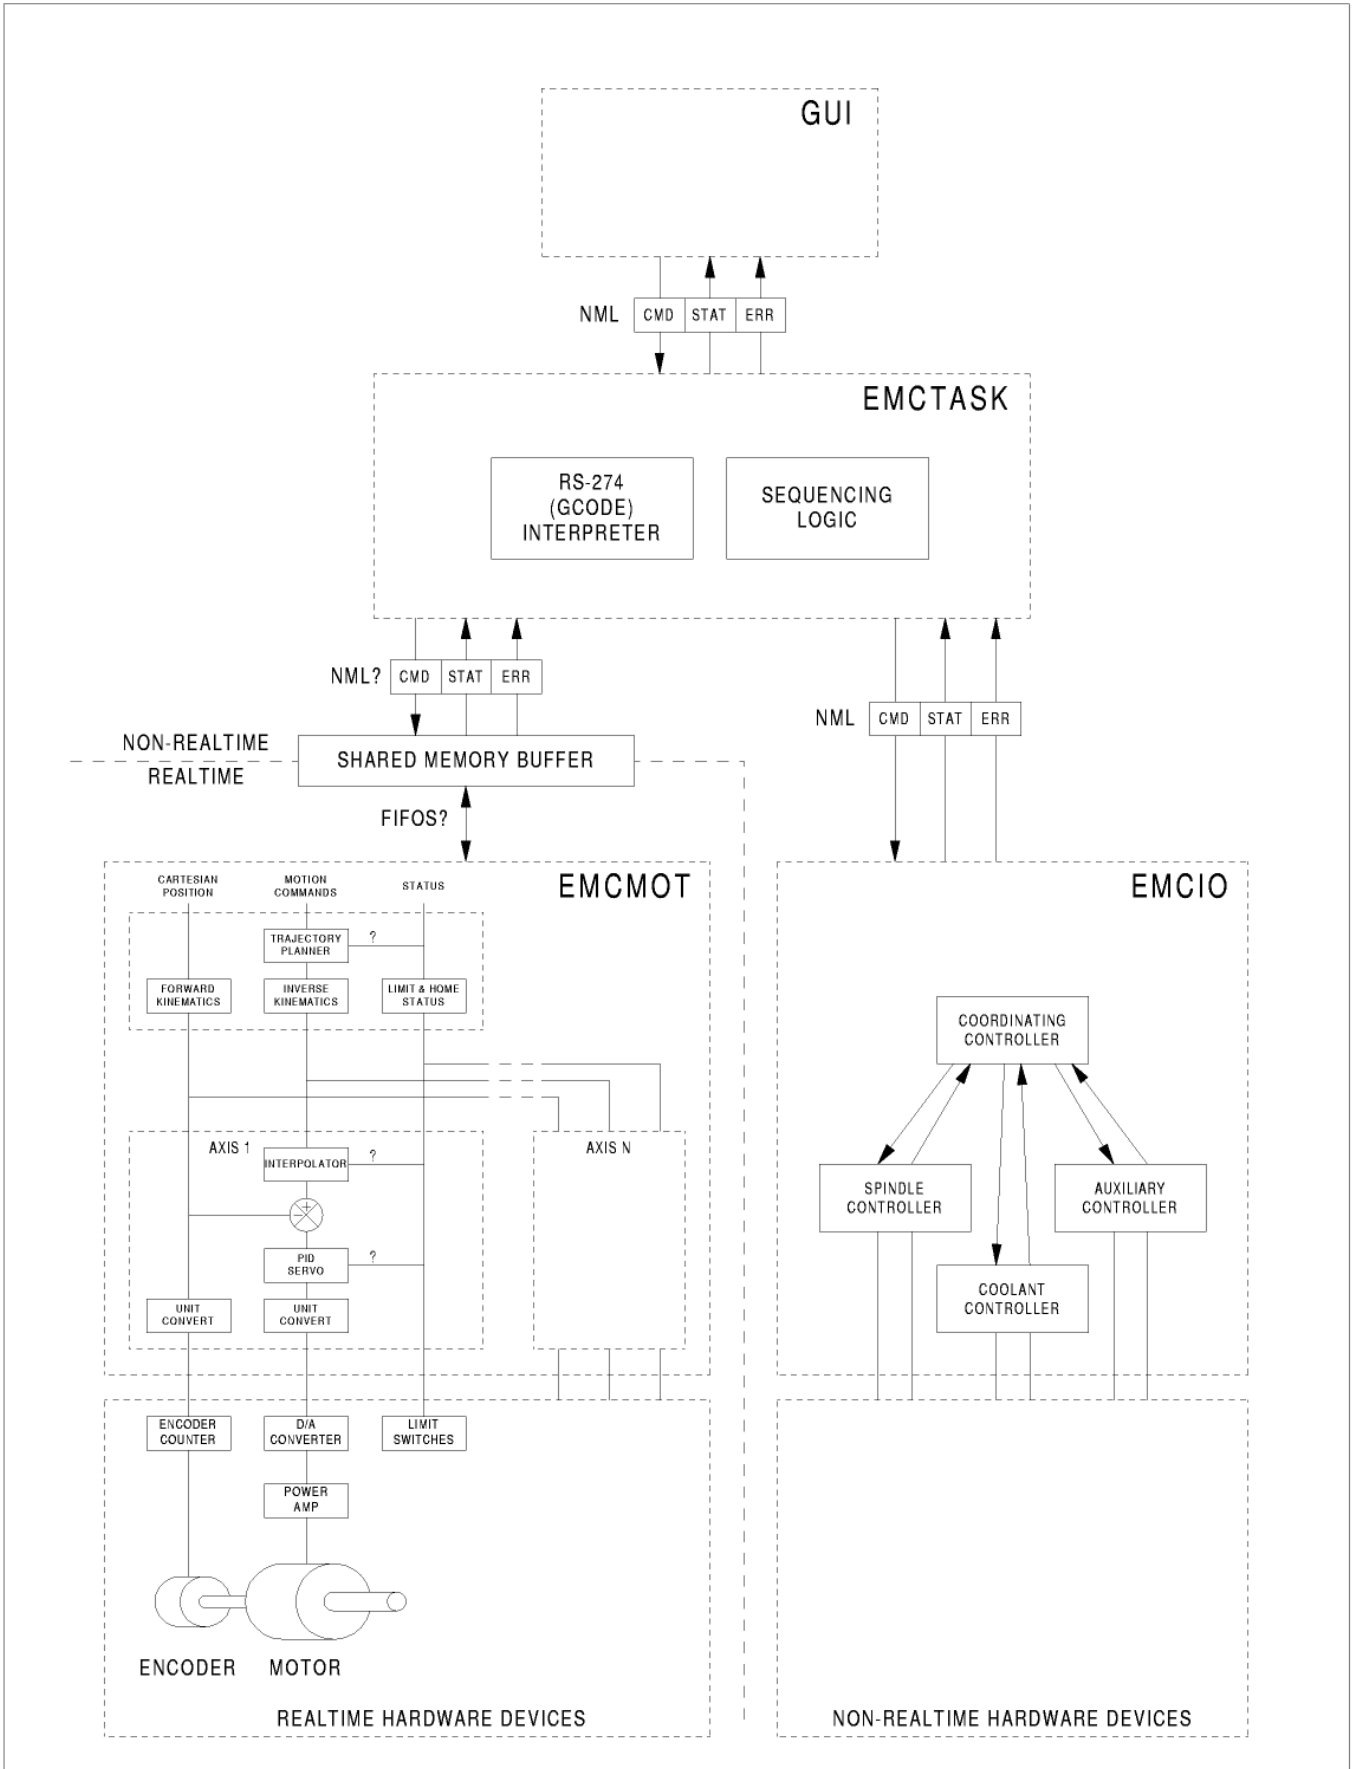 GUI
NML
CMD
STAT
ERR
EMCTASK
RS-274
(GCODE)
INTERPRETER
SEQUENCING
LOGIC
NML?
CMD
STAT
ERR
NML
CMD
STAT
ERR
NON-REALTIME
REALTIME
SHARED MEMORY BUFFER
FIFOS?
EMCMOT
CARTESIAN
POSITION
MOTION
COMMANDS
STATUS
TRAJECTORY
PLANNER
?
FORWARD
KINEMATICS
INVERSE
KINEMATICS
LIMIT & HOME
STATUS
AXIS 1
INTERPOLATOR
?
+
−
PID
SERVO
?
UNIT
CONVERT
UNIT
CONVERT
AXIS N
EMCIO
COORDINATING
CONTROLLER
SPINDLE
CONTROLLER
AUXILIARY
CONTROLLER
COOLANT
CONTROLLER
ENCODER
COUNTER
D/A
CONVERTER
LIMIT
SWITCHES
POWER
AMP
ENCODER
MOTOR
REALTIME HARDWARE DEVICES
NON-REALTIME HARDWARE DEVICES